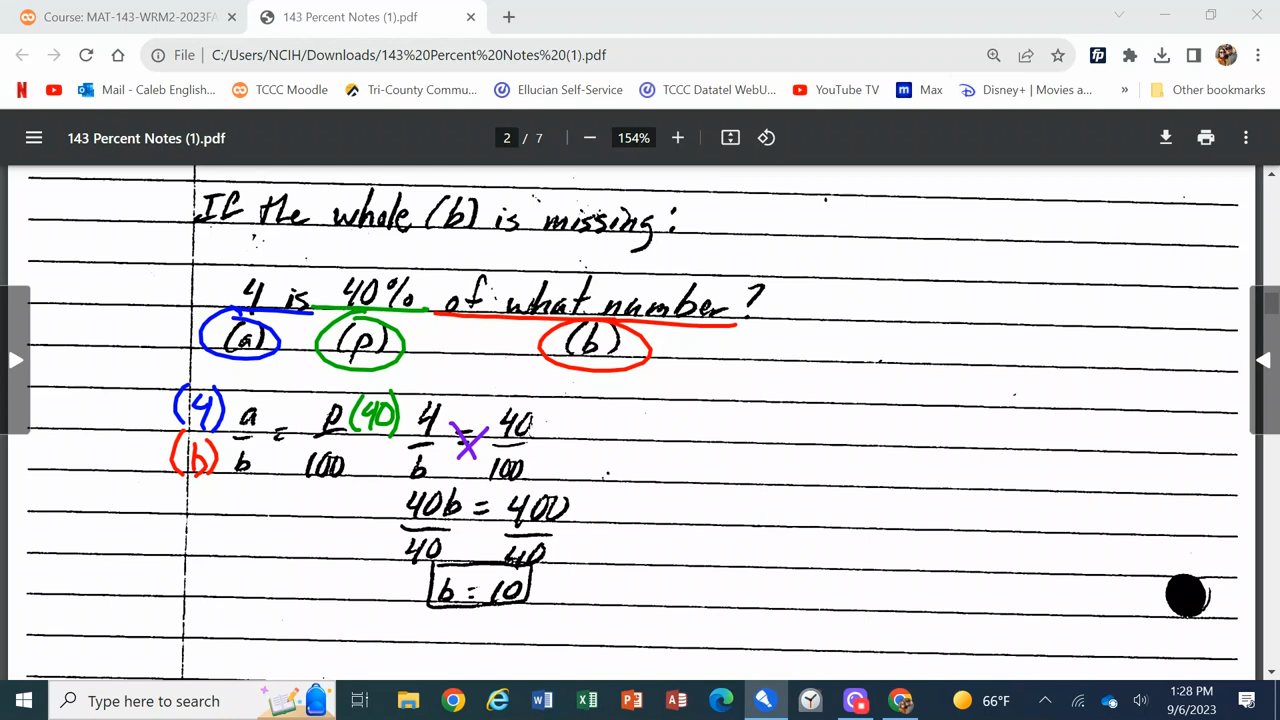 Course: MAT-143-WRM2-2023FA
143 Percent Notes (1).pdf
File C:/Users/NCIH/Downloads/143%20Percent%20Notes%20(1).pdf
Mail - Caleb English...
TCCC Moodle
Tri-County Commu...
Ellucian Self-Service
TCCC Datatel WebU...
YouTube TV
Max
Disney+ | Movies a...
»
Other bookmarks
143 Percent Notes (1).pdf
2 / 7
154%
If the whole (b) is missing:
4 is 40% of what number?
(a) (p) (b)
(4) a = p (40) 4 = 40
(b) b 100 b 100
40b = 400
40 40
b = 10
Type here to search
66°F
1:28 PM
9/6/2023